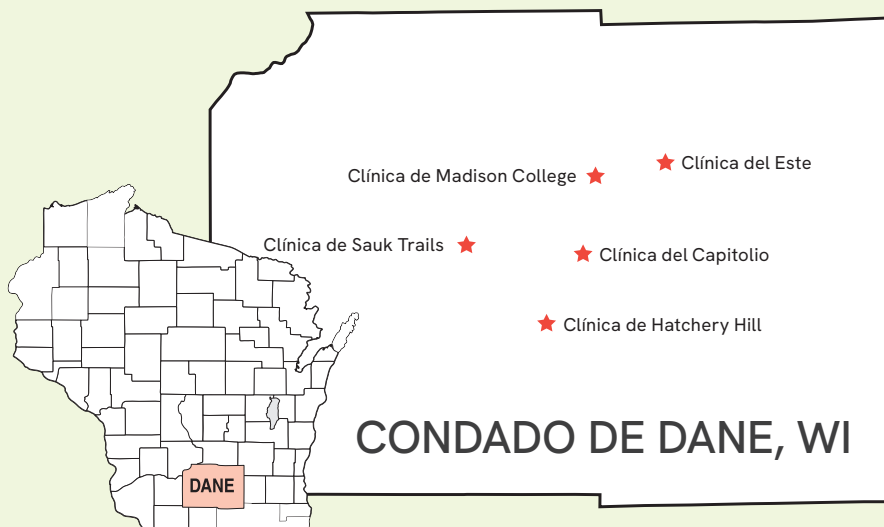 Clínica del Este
Clínica de Madison College
Clínica de Sauk Trails
Clínica del Capitolio
Clínica de Hatchery Hill
CONDADO DE DANE, WI
DANE